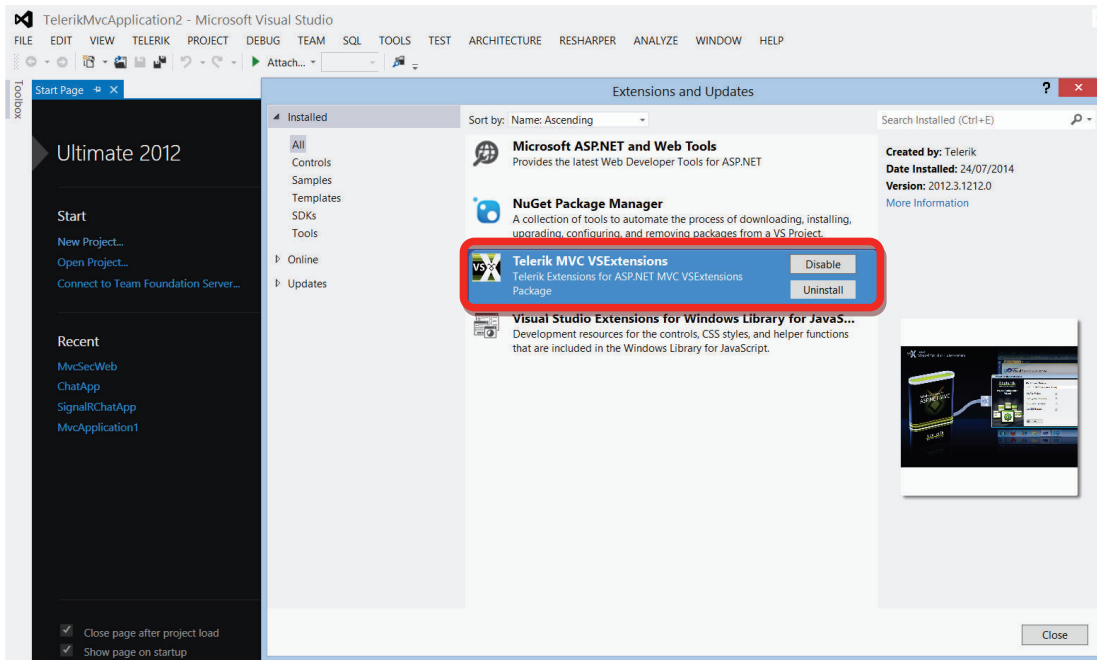 TelerikMvcApplication2 - Microsoft Visual Studio
FILE EDIT VIEW TELERIK PROJECT DEBUG TEAM SQL TOOLS TEST ARCHITECTURE RESHARPER ANALYZE WINDOW HELP
Attach...
Toolbox
Start Page
Ultimate 2012
Start
New Project...
Open Project...
Connect to Team Foundation Server...
Recent
MvcSecWeb
ChatApp
SignalRChatApp
MvcApplication1
Close page after project load
Show page on startup
Extensions and Updates
?
Installed
All
Controls
Samples
Templates
SDKs
Tools
Online
Updates
Sort by: Name: Ascending
Microsoft ASP.NET and Web Tools
Provides the latest Web Developer Tools for ASP.NET
NuGet Package Manager
A collection of tools to automate the process of downloading, installing,
upgrading, configuring, and removing packages from a VS Project.
VSX
Telerik MVC VSExtensions
Telerik Extensions for ASP.NET MVC VSExtensions
Package
Disable
Uninstall
Visual Studio Extensions for Windows Library for JavaS...
Development resources for the controls, CSS styles, and helper functions
that are included in the Windows Library for JavaScript.
Search Installed (Ctrl+E)
Created by: Telerik
Date Installed: 24/07/2014
Version: 2012.3.1212.0
More Information
Close